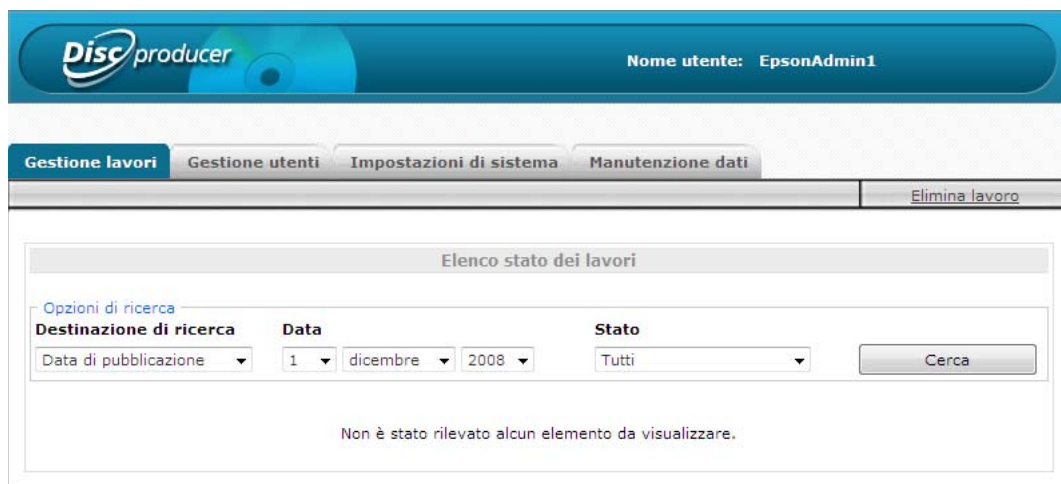 Disc producer
Nome utente: EpsonAdmin1
Gestione lavori Gestione utenti Impostazioni di sistema Manutenzione dati
Elimina lavoro
Elenco stato dei lavori
Opzioni di ricerca
Destinazione di ricerca Data Stato
Data di pubblicazione 1 dicembre 2008 Tutti Cerca
Non è stato rilevato alcun elemento da visualizzare.